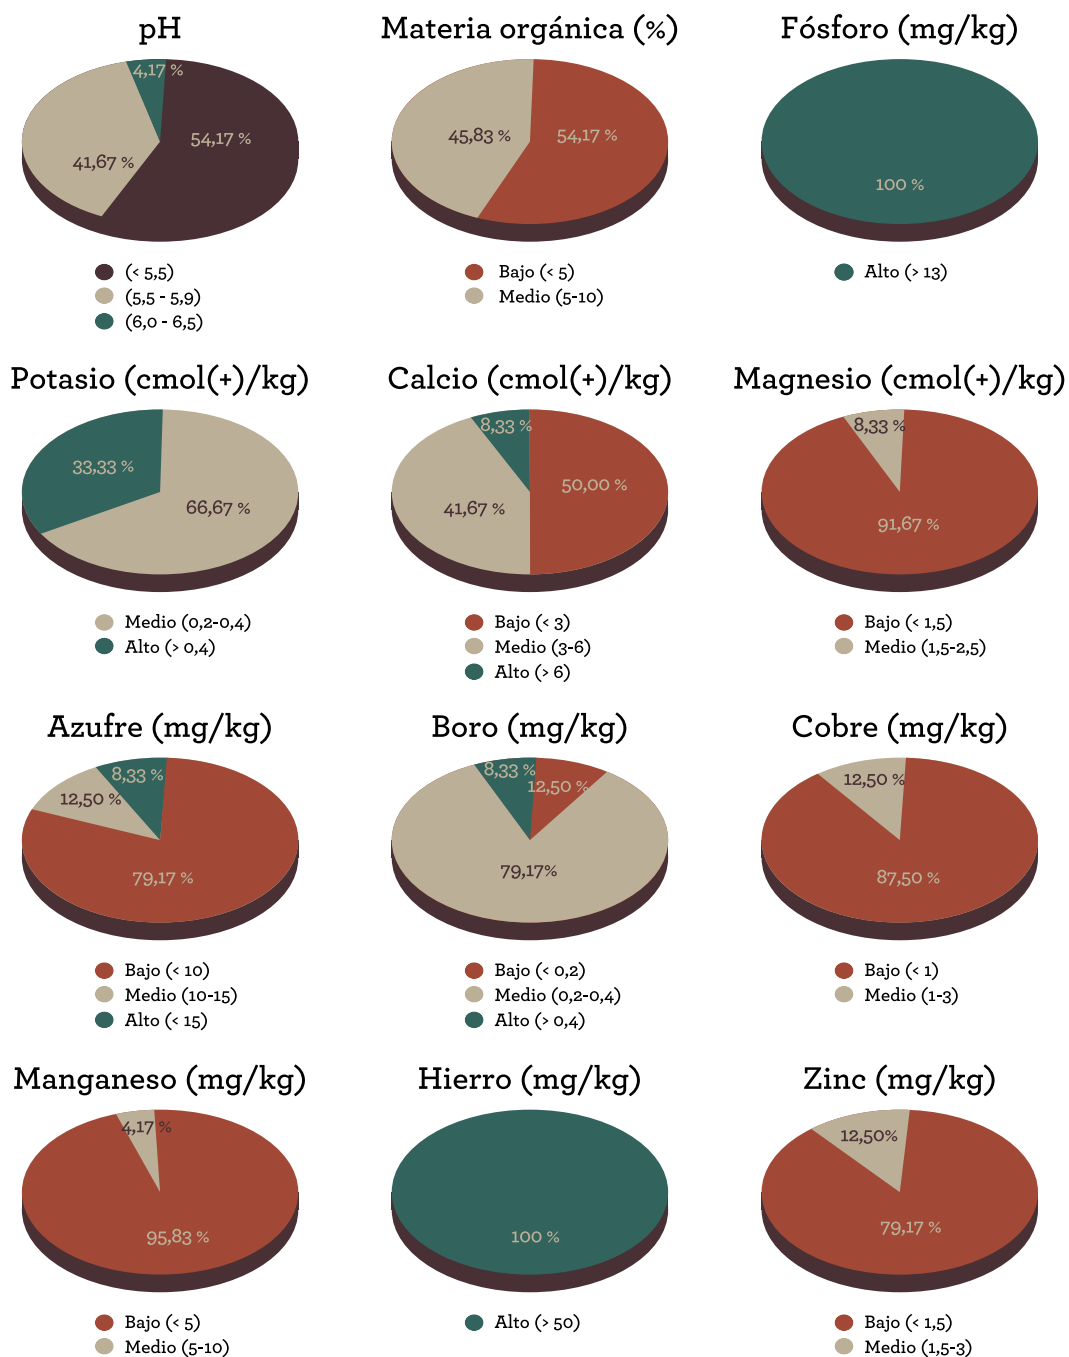 pH
4,17 %
54,17 %
41,67 %
(< 5,5)
(5,5 - 5,9)
(6,0 - 6,5)
Materia orgánica (%)
45,83 %
54,17 %
Bajo (< 5)
Medio (5-10)
Fósforo (mg/kg)
100 %
Alto (> 13)
Potasio (cmol(+)/kg)
33,33 %
66,67 %
Medio (0,2-0,4)
Alto (> 0,4)
Calcio (cmol(+)/kg)
8,33 %
50,00 %
41,67 %
Bajo (< 3)
Medio (3-6)
Alto (> 6)
Magnesio (cmol(+)/kg)
8,33 %
91,67 %
Bajo (< 1,5)
Medio (1,5-2,5)
Azufre (mg/kg)
8,33 %
12,50 %
79,17 %
Bajo (< 10)
Medio (10-15)
Alto (< 15)
Boro (mg/kg)
8,33 %
12,50 %
79,17%
Bajo (< 0,2)
Medio (0,2-0,4)
Alto (> 0,4)
Cobre (mg/kg)
12,50 %
87,50 %
Bajo (< 1)
Medio (1-3)
Manganeso (mg/kg)
4,17 %
95,83 %
Bajo (< 5)
Medio (5-10)
Hierro (mg/kg)
100 %
Alto (> 50)
Zinc (mg/kg)
12,50%
79,17 %
Bajo (< 1,5)
Medio (1,5-3)